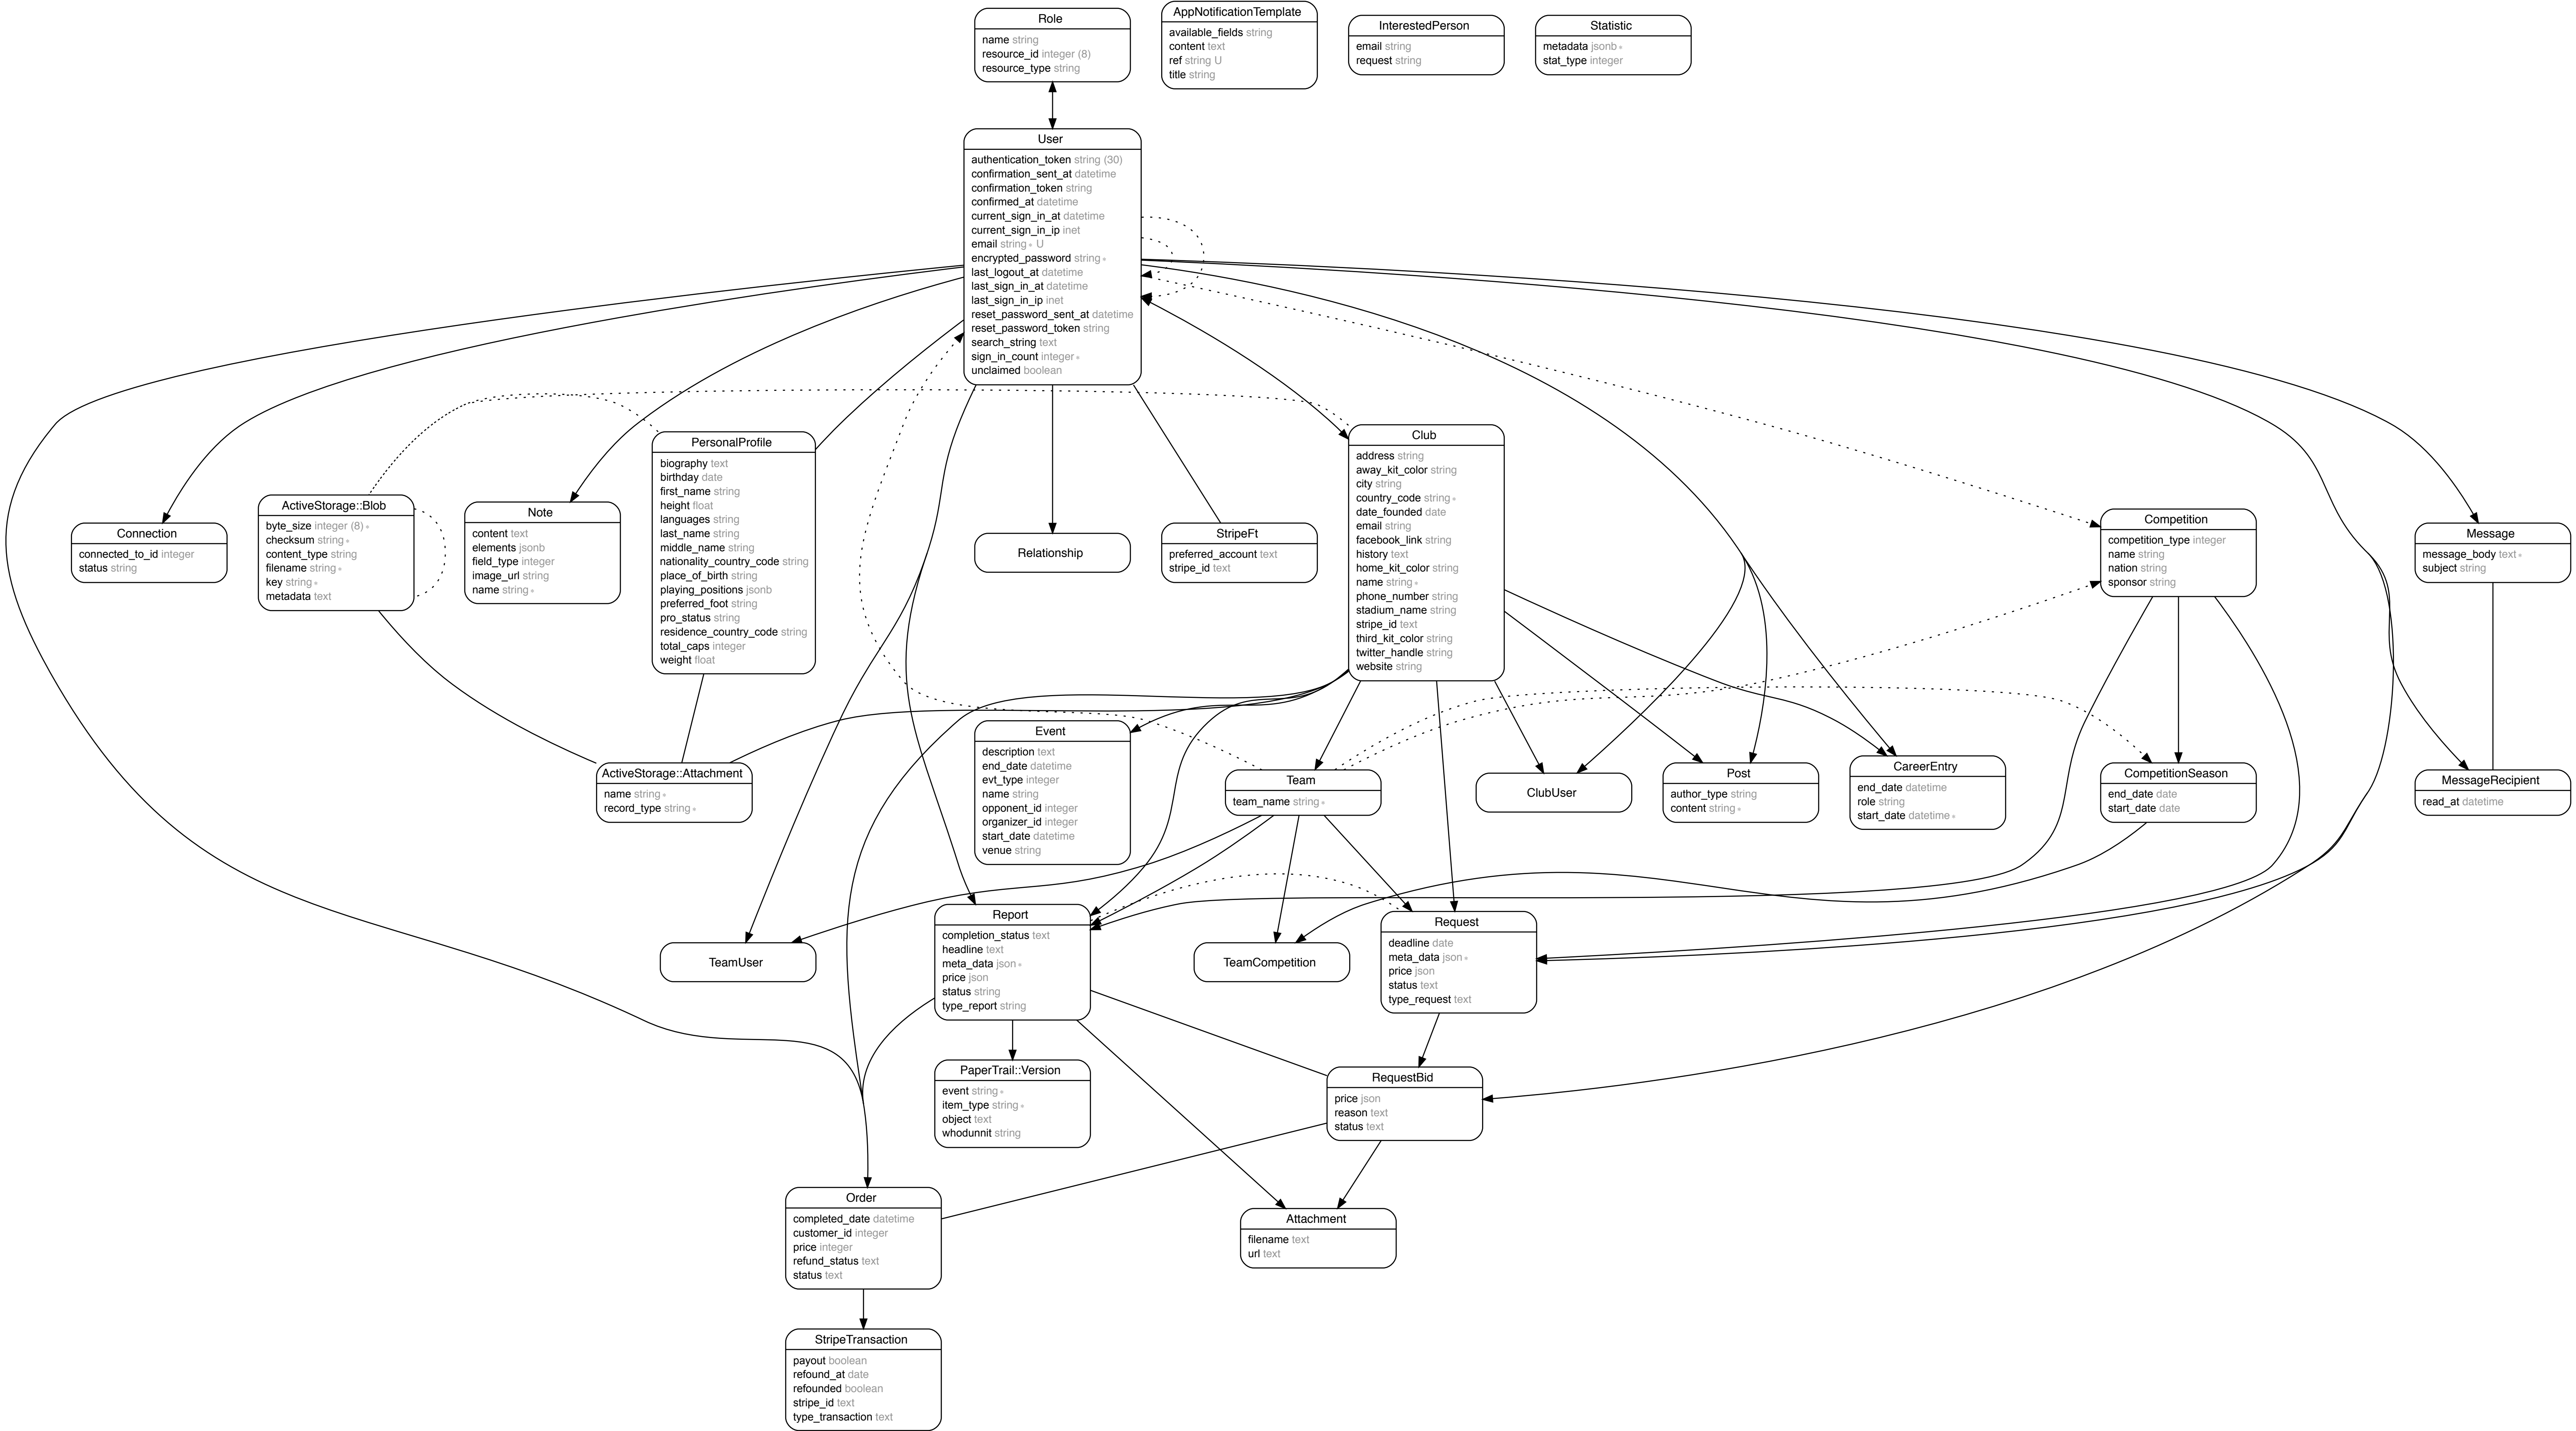 Role
name string
resource_id integer (8)
resource_type string
AppNotificationTemplate
available_fields string
content text
ref string U
title string
InterestedPerson
email string
request string
Statistic
metadata jsonb *
stat_type integer
User
authentication_token string (30)
confirmation_sent_at datetime
confirmation_token string
confirmed_at datetime
current_sign_in_at datetime
current_sign_in_ip inet
email string * U
encrypted_password string *
last_logout_at datetime
last_sign_in_at datetime
last_sign_in_ip inet
reset_password_sent_at datetime
reset_password_token string
search_string text
sign_in_count integer *
unclaimed boolean
Connection
connected_to_id integer
status string
ActiveStorage::Blob
byte_size integer (8) *
checksum string *
content_type string
filename string *
key string *
metadata text
Note
content text
elements jsonb
field_type integer
image_url string
name string *
PersonalProfile
biography text
birthday date
first_name string
height float
languages string
last_name string
middle_name string
nationality_country_code string
place_of_birth string
playing_positions jsonb
preferred_foot string
pro_status string
residence_country_code string
total_caps integer
weight float
Relationship
StripeFt
preferred_account text
stripe_id text
Club
address string
away_kit_color string
city string
country_code string *
date_founded date
email string
facebook_link string
history text
home_kit_color string
name string *
phone_number string
stadium_name string
stripe_id text
third_kit_color string
twitter_handle string
website string
Competition
competition_type integer
name string
nation string
sponsor string
Message
message_body text *
subject string
ActiveStorage::Attachment
name string *
record_type string *
Event
description text
end_date datetime
evt_type integer
name string
opponent_id integer
organizer_id integer
start_date datetime
venue string
Team
team_name string *
ClubUser
Post
author_type string
content string *
CareerEntry
end_date datetime
role string
start_date datetime *
CompetitionSeason
end_date date
start_date date
MessageRecipient
read_at datetime
TeamUser
Report
completion_status text
headline text
meta_data json *
price json
status string
type_report string
TeamCompetition
Request
deadline date
meta_data json *
price json
status text
type_request text
PaperTrail::Version
event string *
item_type string *
object text
whodunnit string
RequestBid
price json
reason text
status text
Order
completed_date datetime
customer_id integer
price integer
refund_status text
status text
Attachment
filename text
url text
StripeTransaction
payout boolean
refound_at date
refounded boolean
stripe_id text
type_transaction text